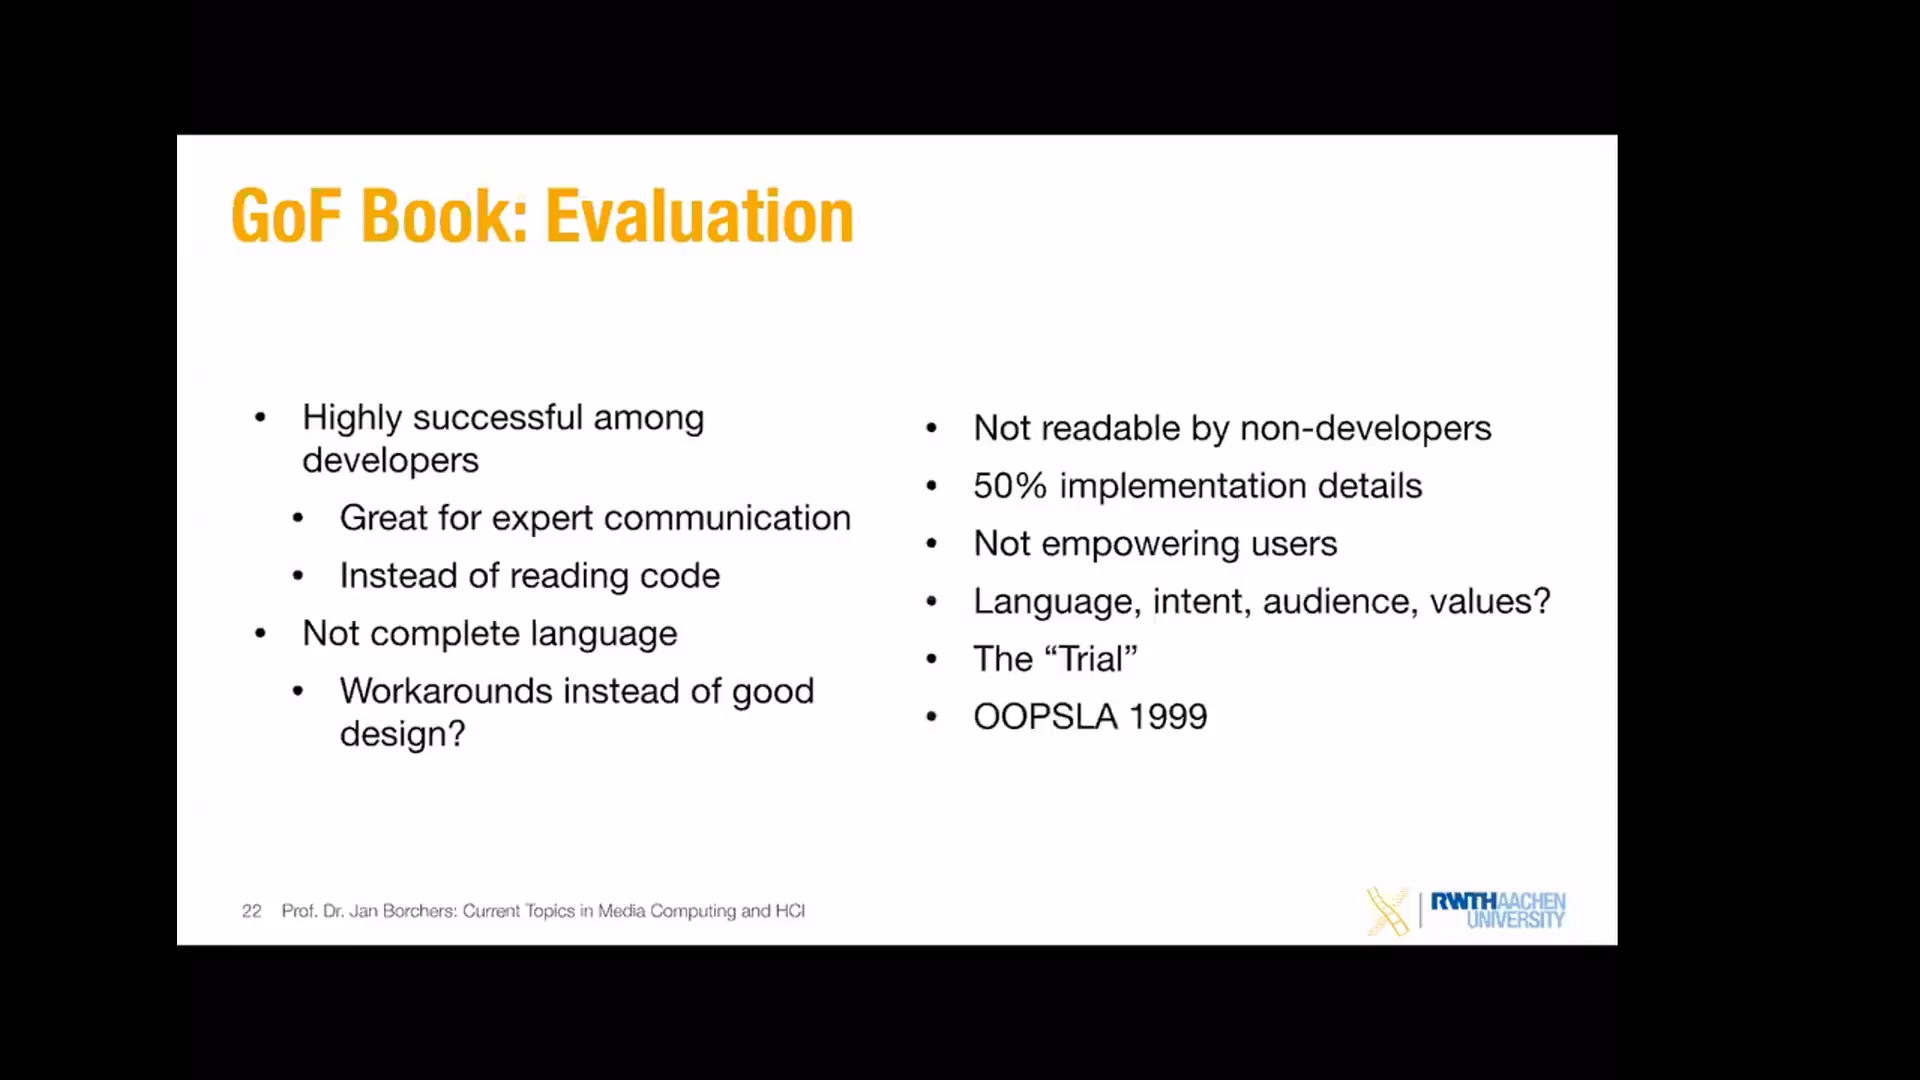 GoF Book: Evaluation
• Highly successful among
developers
• Great for expert communication
• Instead of reading code
• Not complete language
• Workarounds instead of good
design?
• Not readable by non-developers
• 50% implementation details
• Not empowering users
• Language, intent, audience, values?
• The “Trial”
• OOPSLA 1999
22 Prof. Dr. Jan Borchers: Current Topics in Media Computing and HCI
RWTHAACHEN
UNIVERSITY